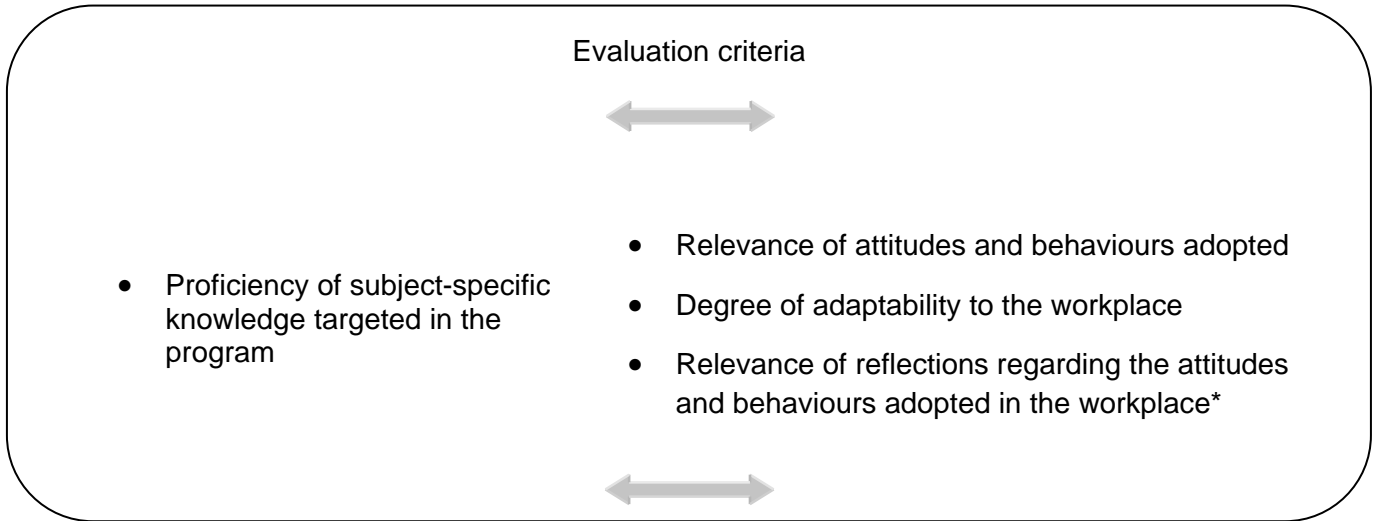 Evaluation criteria
• Proficiency of subject-specific
knowledge targeted in the
program
• Relevance of attitudes and behaviours adopted
• Degree of adaptability to the workplace
• Relevance of reflections regarding the attitudes
and behaviours adopted in the workplace*